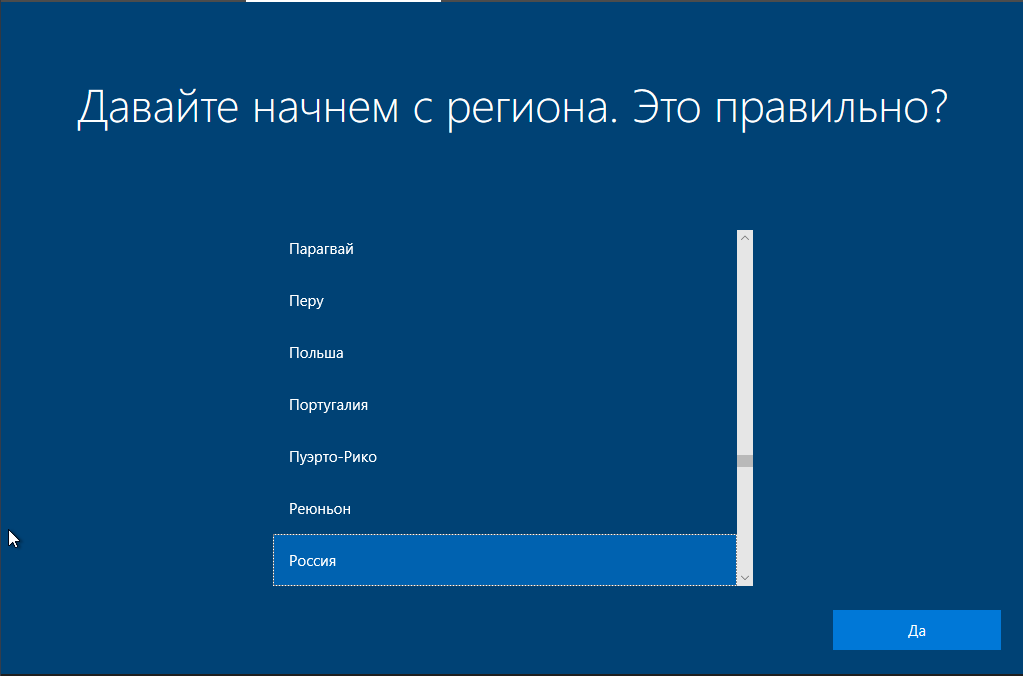 Давайте начнем с региона. Это правильно?
Парагвай
Перу
Польша
Португалия
Пуэрто-Рико
Реюньон
Россия
Да